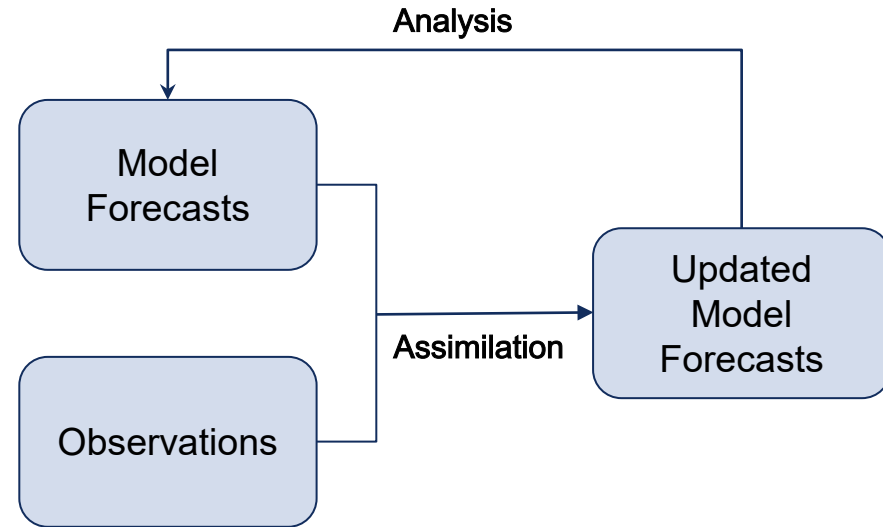 Analysis
Model
Forecasts
Updated
Model
Forecasts
Assimilation
Observations